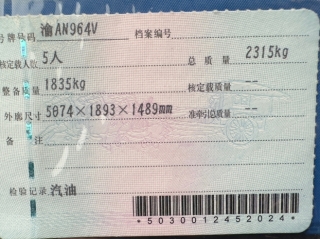 号牌号码 渝AN964V 档案编号
核定载人数 5人 总质量 2315kg
整备质量 1835kg 核定载质量 --
外廓尺寸 5074×1893×1489mm 准牵引总质量 --
备注
检验记录 汽油
*5030012452024*